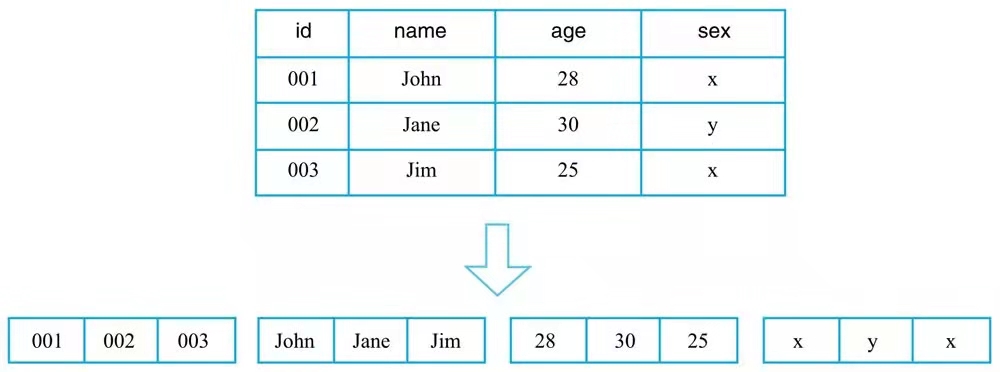 id name age sex
001 John 28 x
002 Jane 30 y
003 Jim 25 x
001 002 003 John Jane Jim 28 30 25 x y x